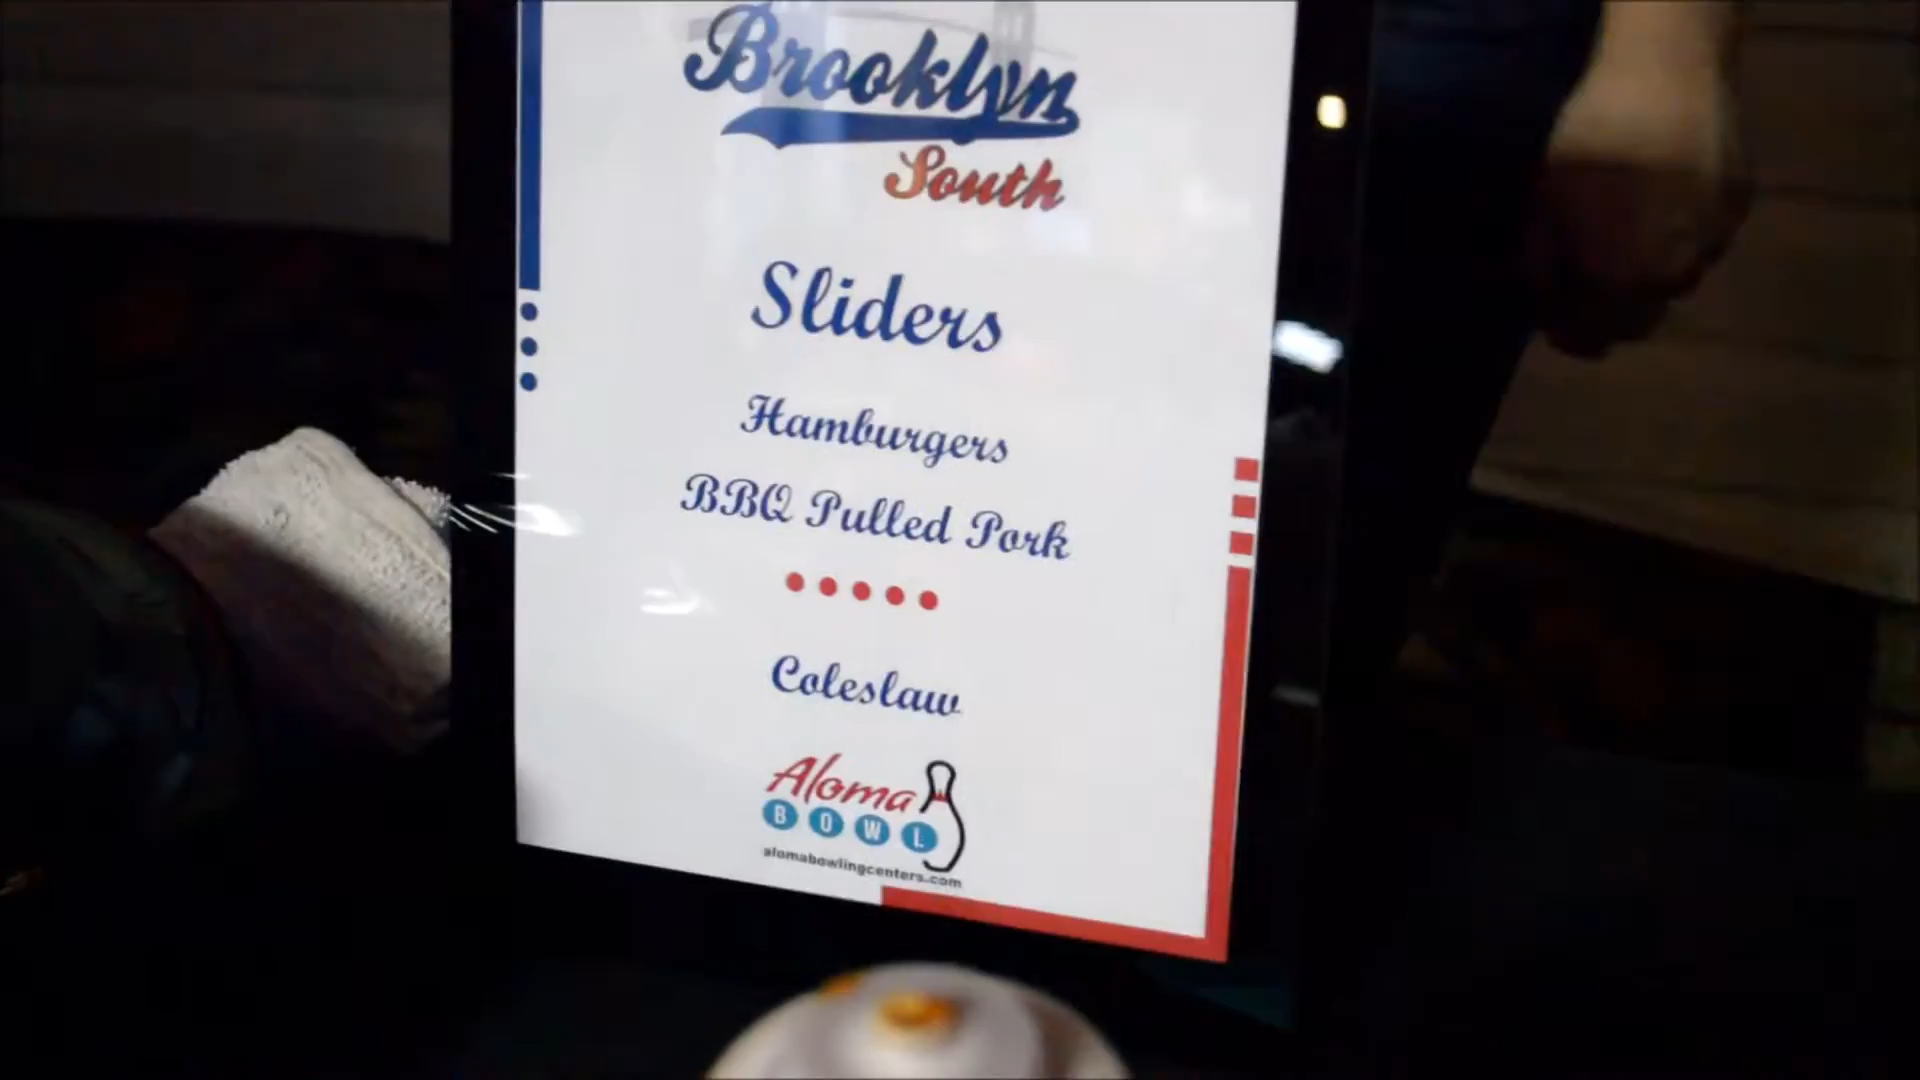 Brooklyn
South
Sliders
Hamburgers
BBQ Pulled Pork
Coleslaw
Aloma
BOWL
alomabowlingcenters.com